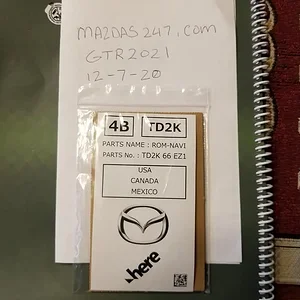 MAZDAS247.COM
GTR2021
12-7-20
4B TD2K
PARTS NAME : ROM-NAVI
PARTS No. : TD2K 66 EZ1
USA
CANADA
MEXICO
here